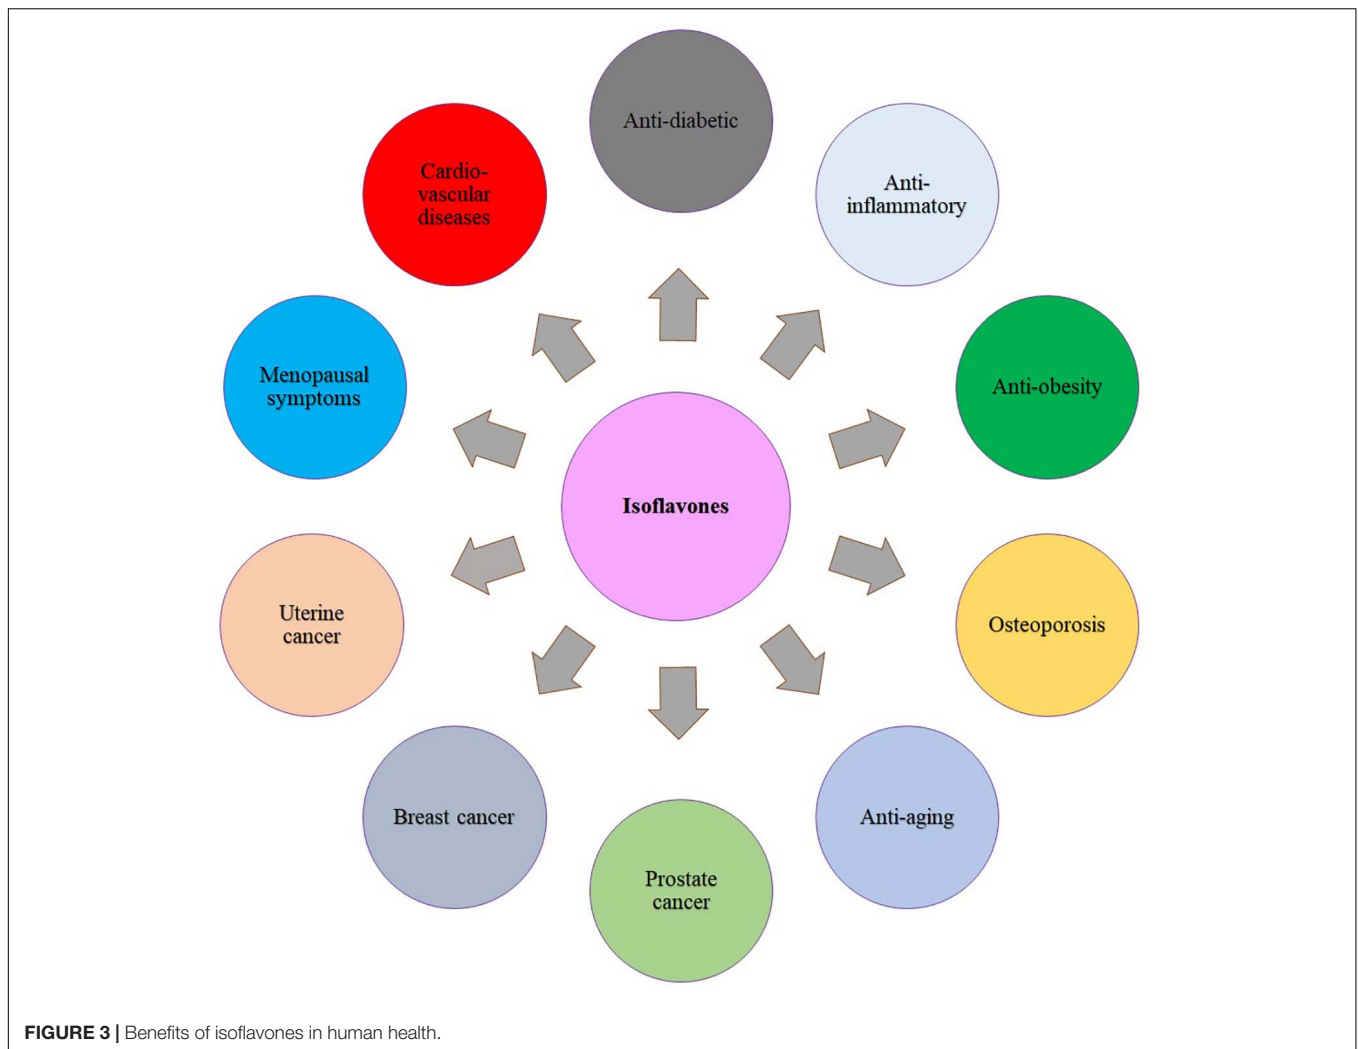 Anti-diabetic
Cardio-
vascular
diseases
Anti-
inflammatory
Menopausal
symptoms
Anti-obesity
Isoflavones
Uterine
cancer
Osteoporosis
Breast cancer
Anti-aging
Prostate
cancer
FIGURE 3 | Benefits of isoflavones in human health.